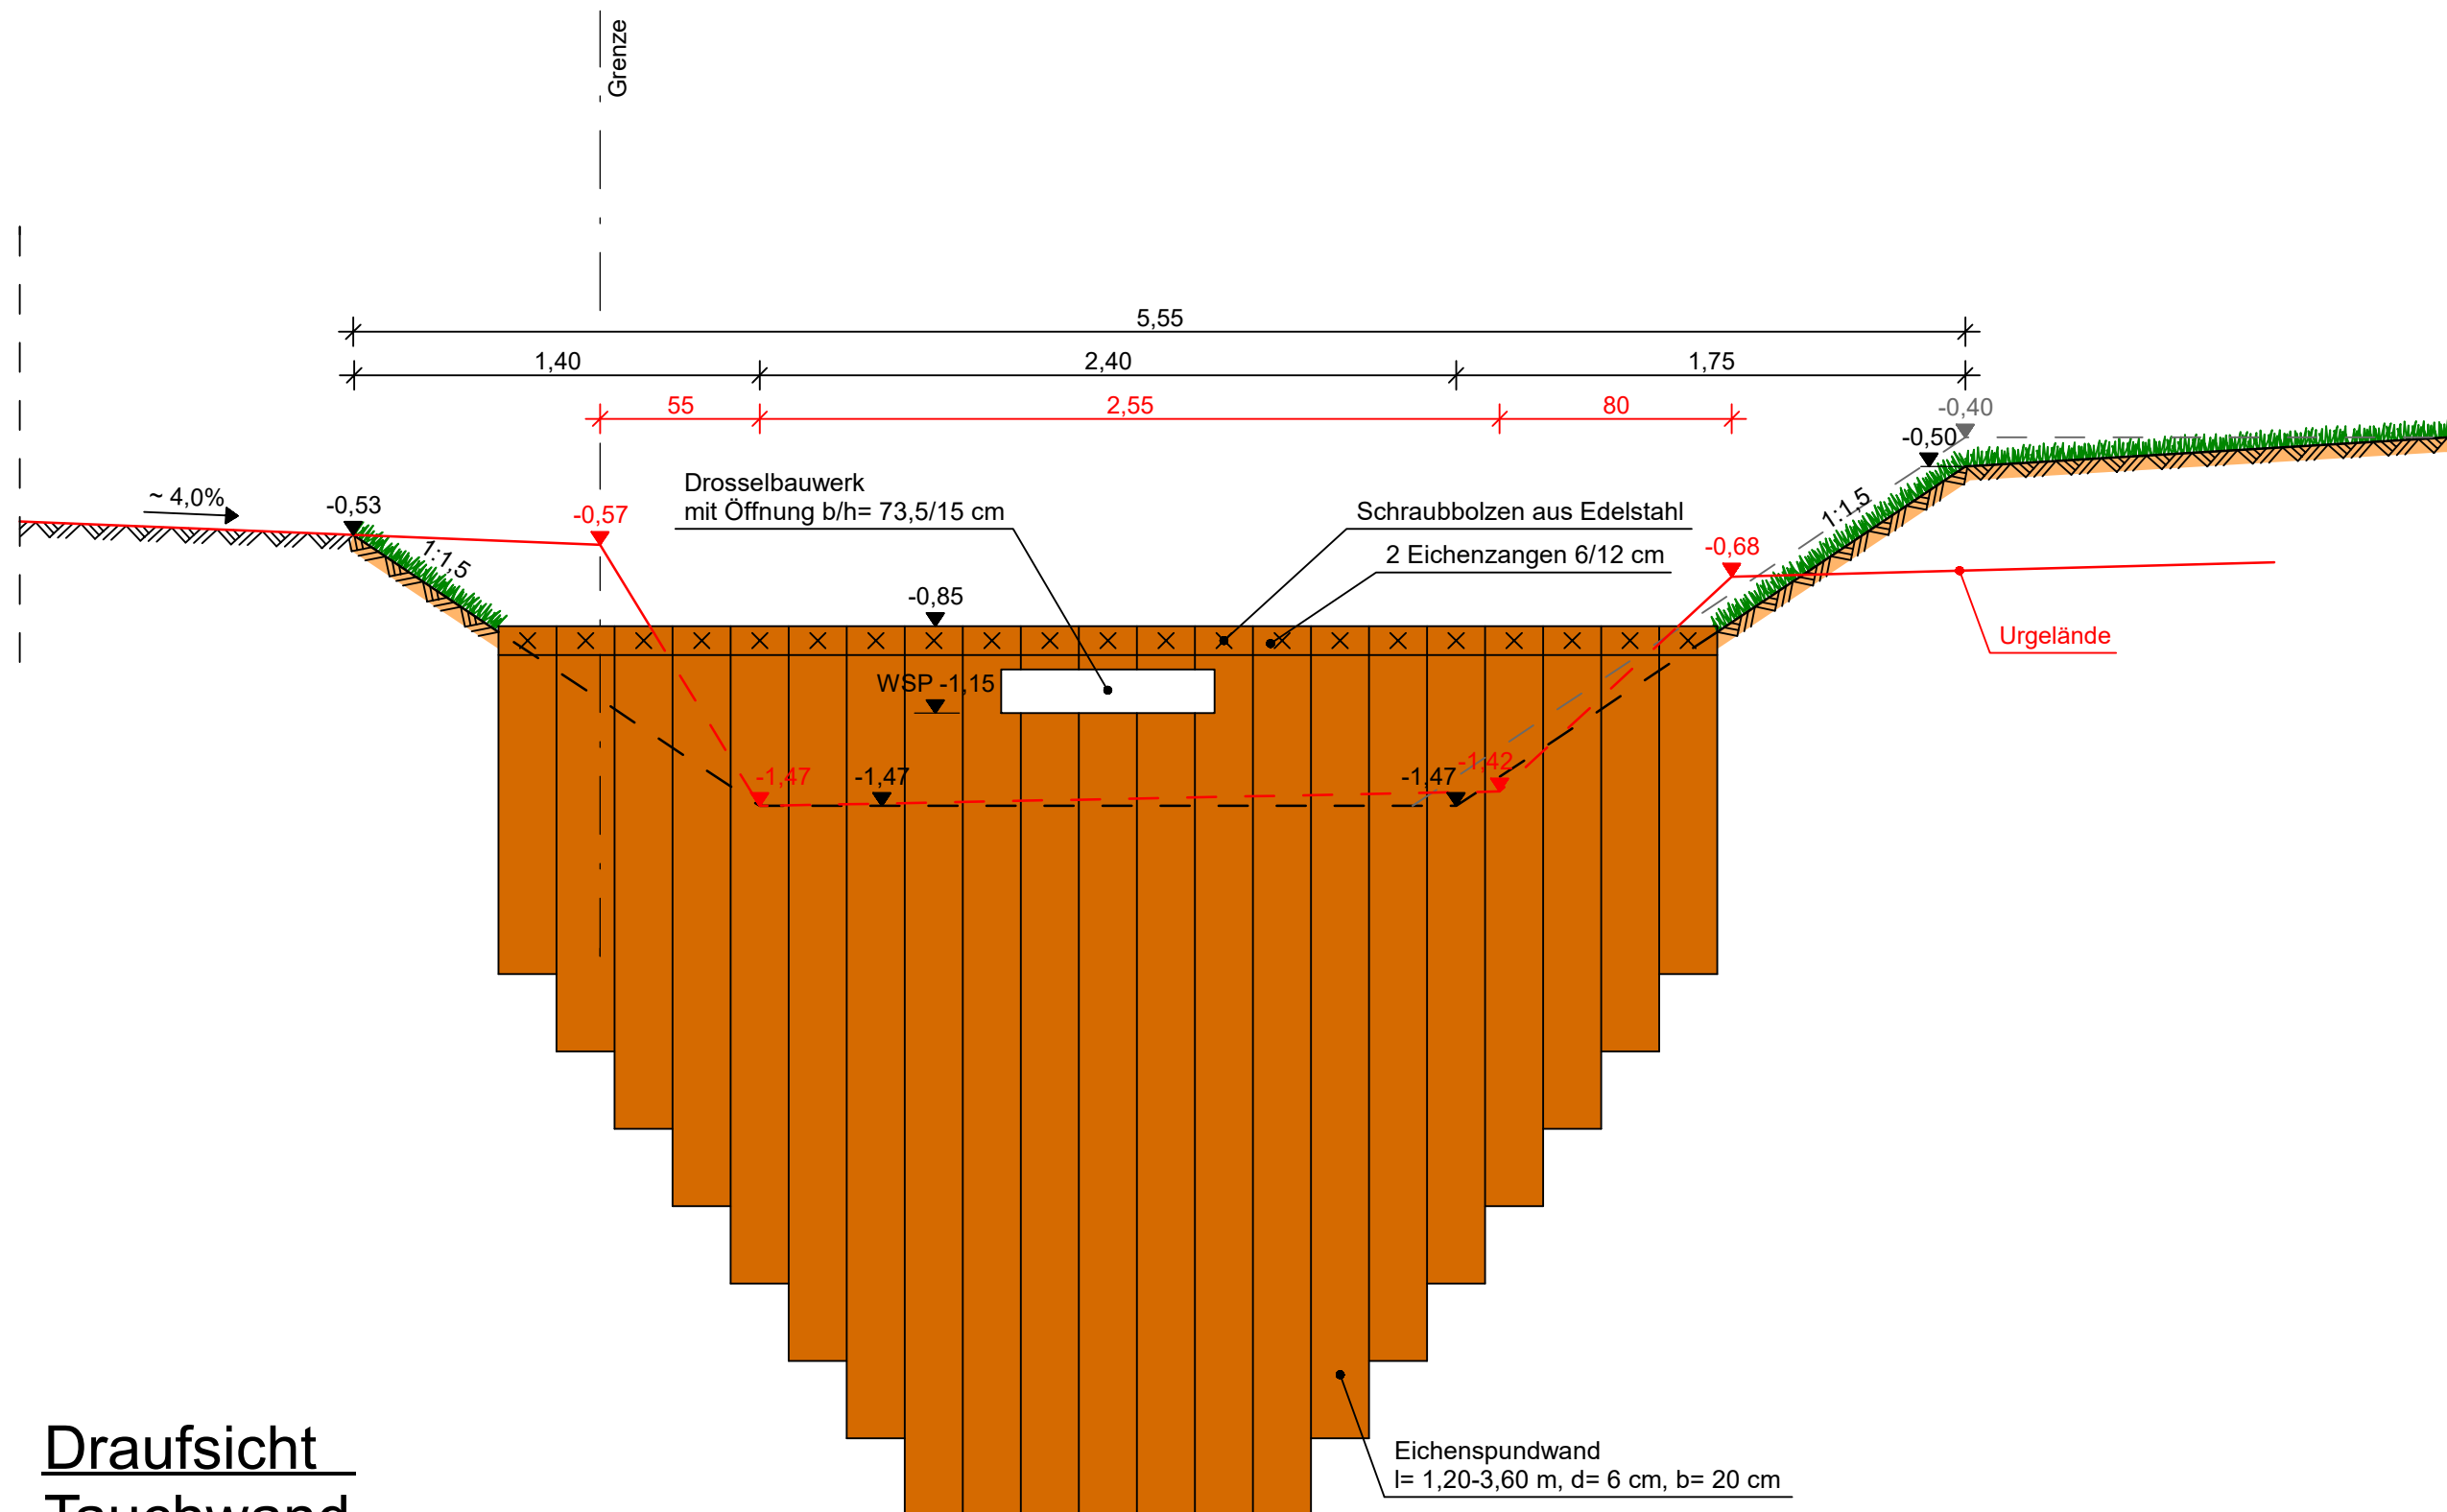 Grenze
5,55
1,40
2,40
1,75
55
2,55
80
-0,40
-0,50
Drosselbauwerk
mit Öffnung b/h= 73,5/15 cm
~ 4,0%
-0,53
-0,57
Schraubbolzen aus Edelstahl
2 Eichenzangen 6/12 cm
1:1,5
1:1,5
-0,68
-0,85
Urgelände
WSP -1,15
-1,47
-1,47
-1,47
-1,42
Eichenspundwand
l= 1,20-3,60 m, d= 6 cm, b= 20 cm
Draufsicht
Tauchwand